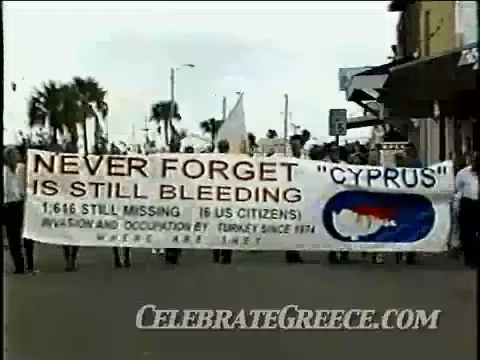 NEVER FORGET "CYPRUS"
IS STILL BLEEDING
1:616 STILL MISSING (6 US CITIZENS)
INVASION AND OCCUPATION BY TURKEY SINCE 1974
WHERE ARE THEY
CELEBRATEGREECE.COM